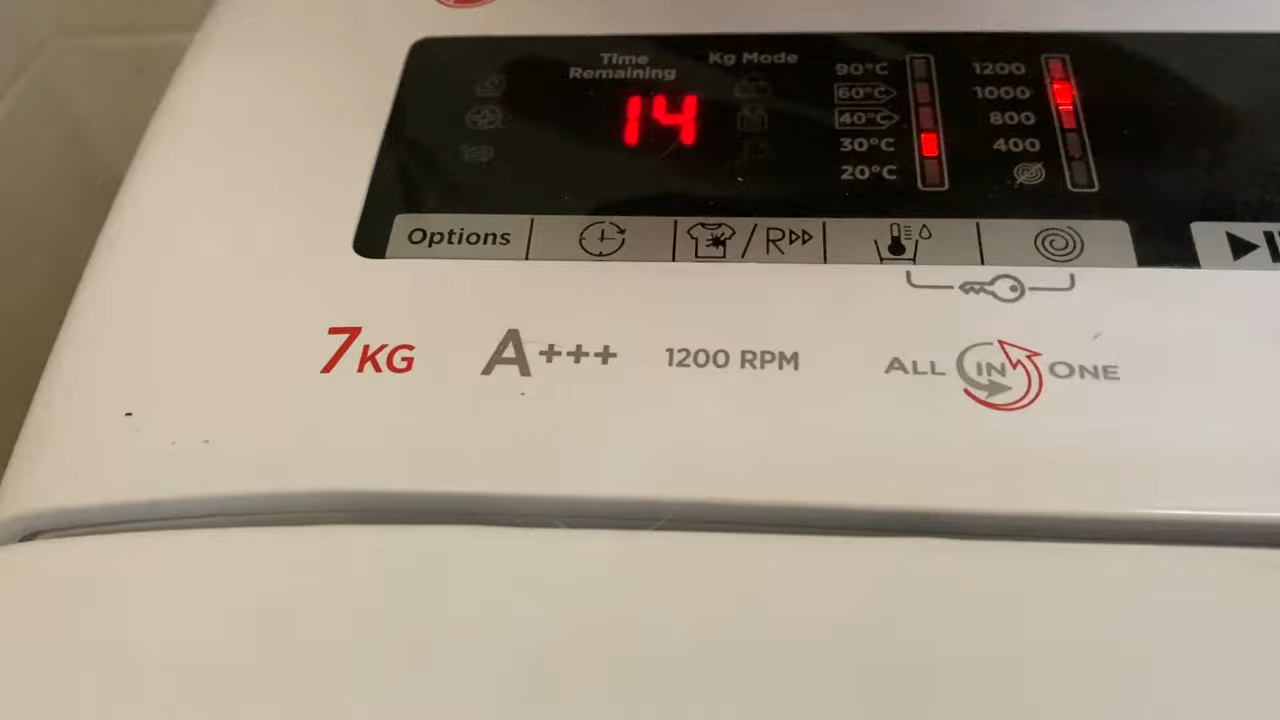 Time Remaining
Kg Mode
14
90°C
60°C
40°C
30°C
20°C
1200
1000
800
400
Options
/R
7KG
A+++
1200 RPM
ALL IN ONE